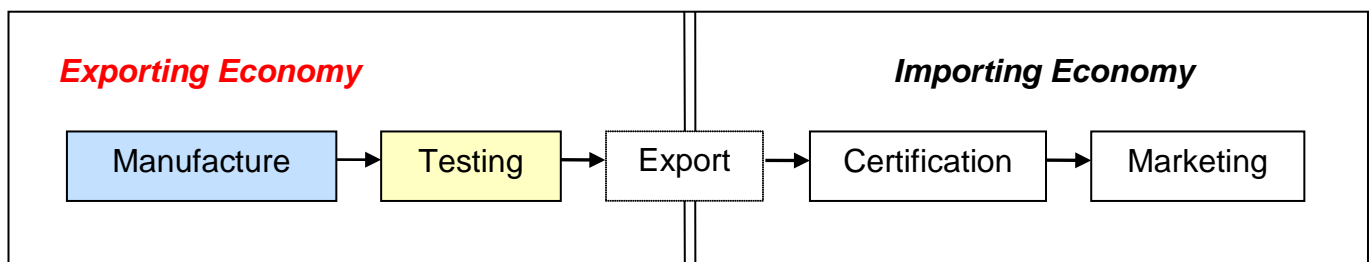 Exporting Economy
Importing Economy
Manufacture
Testing
Export
Certification
Marketing